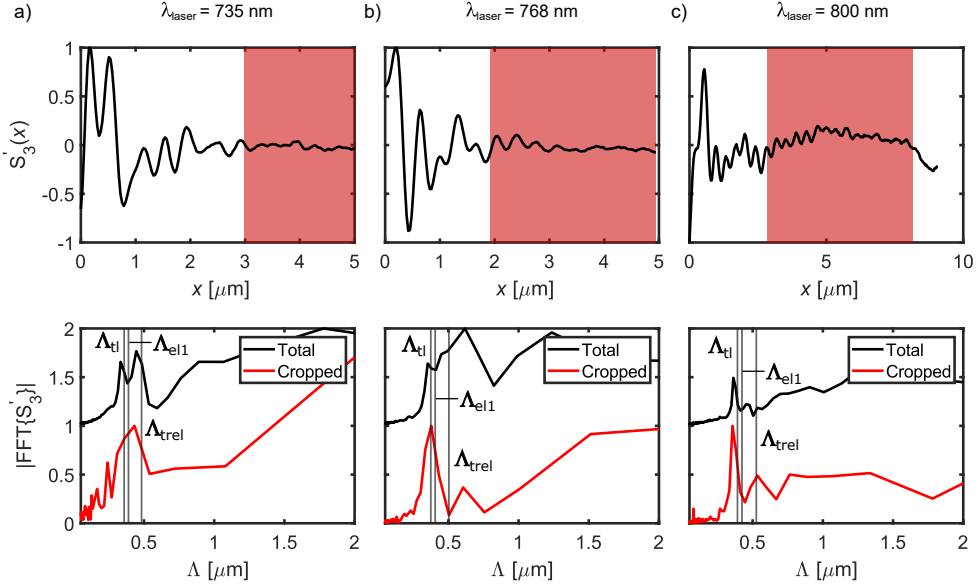 a) λlaser = 735 nm b) λlaser = 768 nm c) λlaser = 800 nm
1
0.5
0
-0.5
-1
S'3(x)
0 1 2 3 4 5
x [μm]
0 1 2 3 4 5
x [μm]
0 5 10
x [μm]
2
1.5
1
0.5
0
|FFT{S'3}|
Λtl Λel1
Λtrel
Total
Cropped
0.5 1 1.5 2
Λ [μm]
Λtl
Λel1
Λtrel
Total
Cropped
0.5 1 1.5 2
Λ [μm]
Λtl
Λel1
Λtrel
Total
Cropped
0.5 1 1.5 2
Λ [μm]